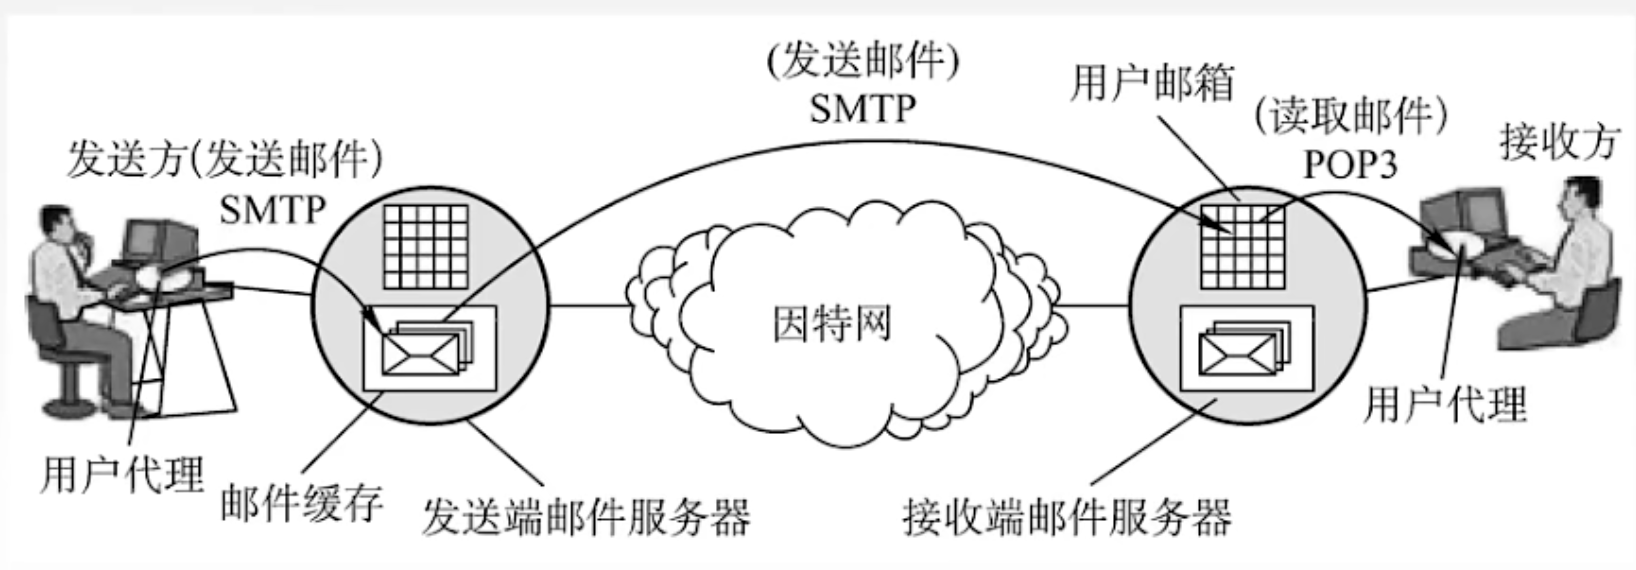 (发送邮件)
SMTP
用户邮箱
(读取邮件)
POP3
接收方
发送方(发送邮件)
SMTP
因特网
用户代理
邮件缓存
发送端邮件服务器
接收端邮件服务器
用户代理